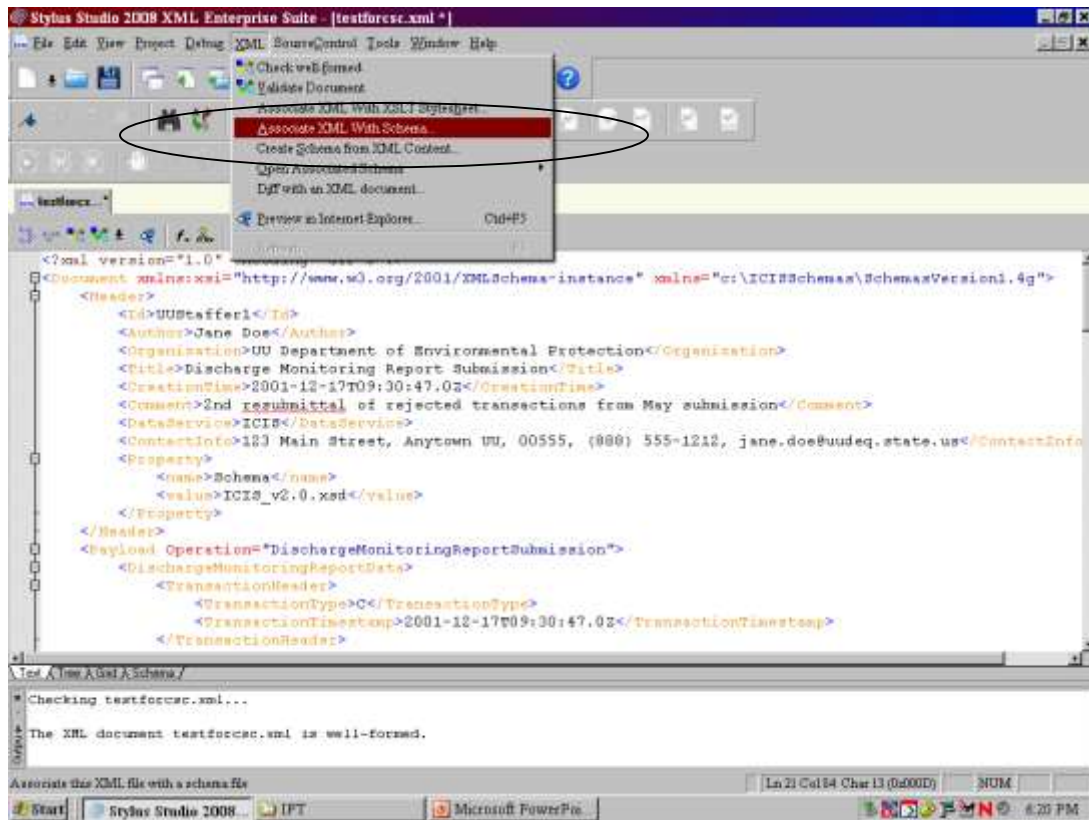 Stylus Studio 2008 XML Enterprise Suite - [testforcsc.xml *]
File Edit View Project Debug XML SourceControl Tools Window Help
Check well-formed
Validate Document
Associate XML With XSLT Stylesheet...
Associate XML With Schema...
Create Schema from XML Content...
Open Associated Schema
Diff with an XML document...
Preview in Internet Explorer... Ctrl+F5
testforcs...*
<?xml version="1.0"
<Document xmlns:xsi="http://www.w3.org/2001/XMLSchema-instance" xmlns="c:\ICISSchemas\SchemasVersion1.4g">
<Header>
<Id>UUStaffer1</Id>
<Author>Jane Doe</Author>
<Organization>UU Department of Environmental Protection</Organization>
<Title>Discharge Monitoring Report Submission</Title>
<CreationTime>2001-12-17T09:30:47.0Z</CreationTime>
<Comment>2nd resubmittal of rejected transactions from May submission</Comment>
<DataService>ICIS</DataService>
<ContactInfo>123 Main Street, Anytown UU, 00555, (888) 555-1212, jane.doe@uudeq.state.us</ContactInfo
<Property>
<name>Schema</name>
<value>ICIS_v2.0.xsd</value>
</Property>
</Header>
<Payload Operation="DischargeMonitoringReportSubmission">
<DischargeMonitoringReportData>
<TransactionHeader>
<TransactionType>C</TransactionType>
<TransactionTimestamp>2001-12-17T09:30:47.0Z</TransactionTimestamp>
</TransactionHeader>
Text Tree Grid Schema
Checking testforcsc.xml...
The XML document testforcsc.xml is well-formed.
Output
Associate this XML file with a schema file
Ln 21 Col 84 Char 13 (0x000D) NUM
Start Stylus Studio 2008... IPT Microsoft PowerPoi... 6:20 PM